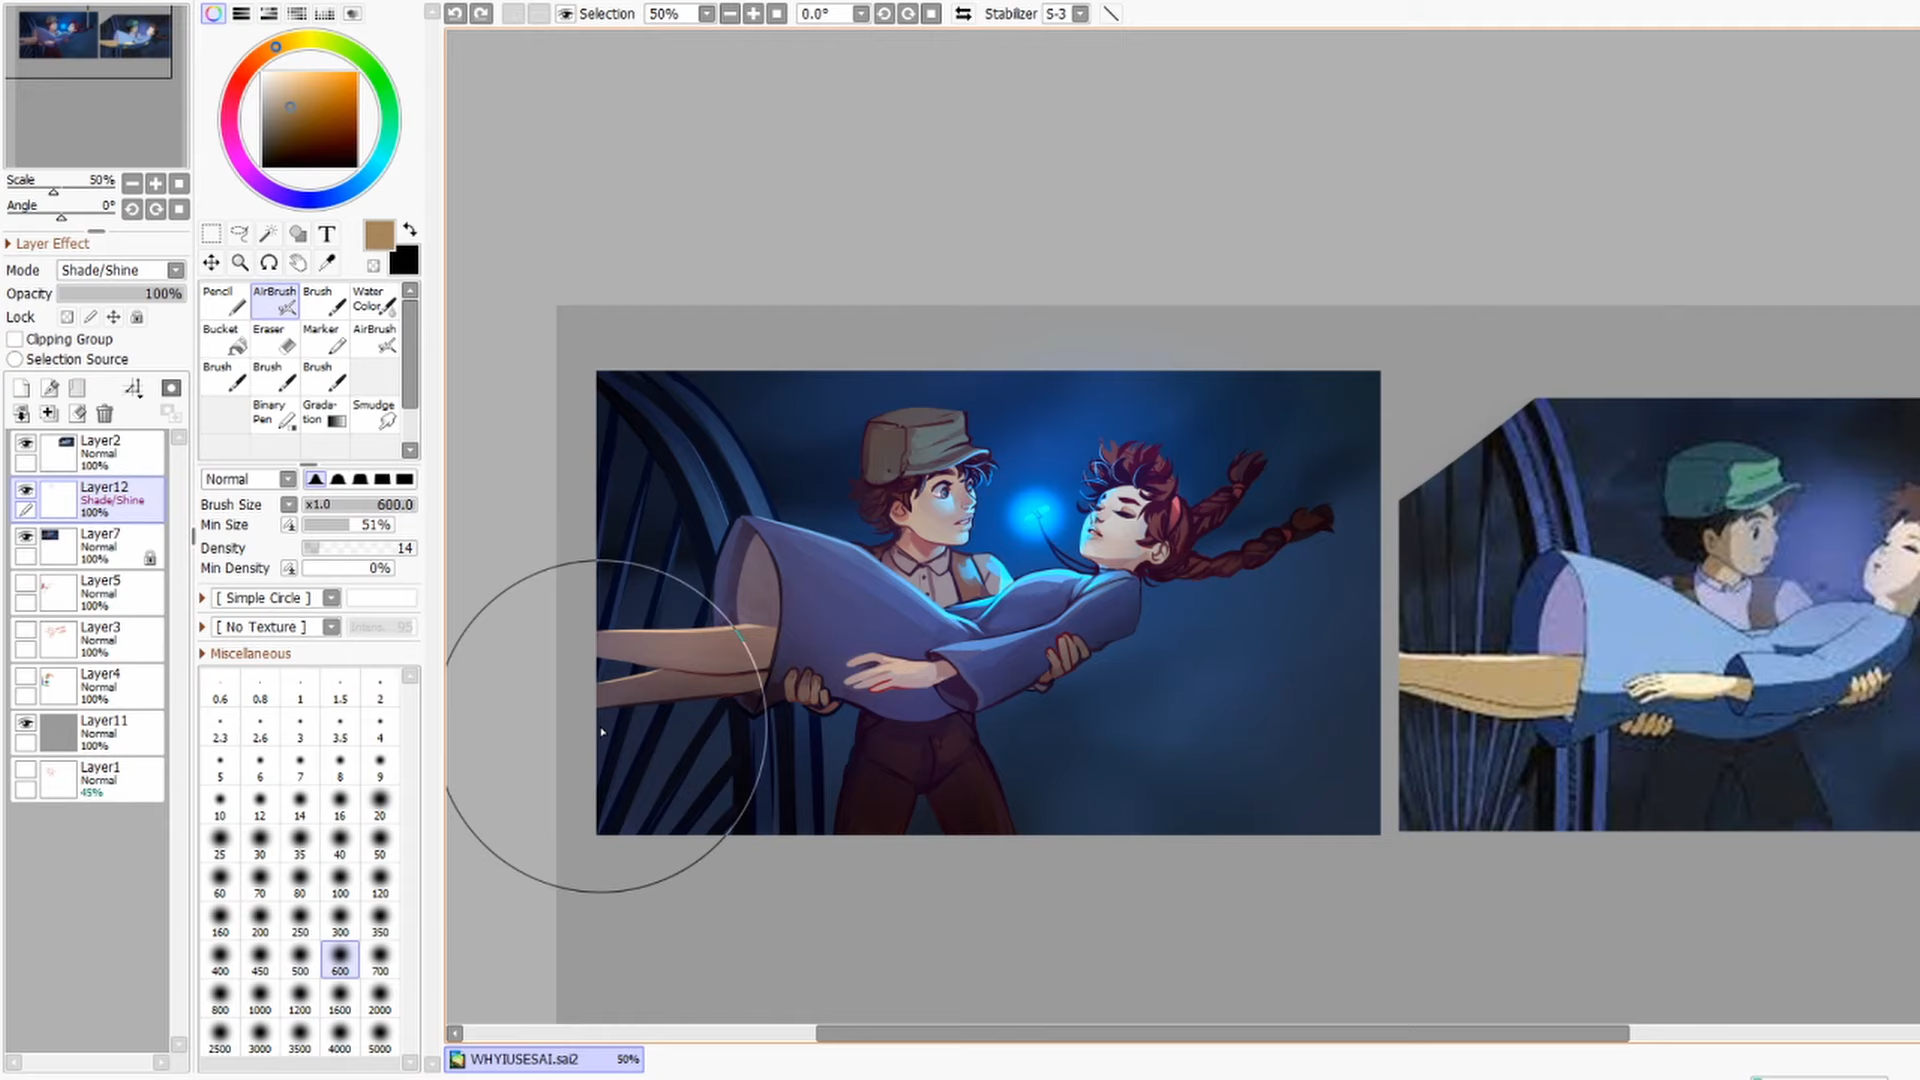 Selection 50% 0.0° Stabilizer S-3
Scale 50%
Angle 0°
Layer Effect
Mode Shade/Shine
Opacity 100%
Lock
Clipping Group
Selection Source
Layer2
Normal
100%
Layer12
Shade/Shine
100%
Layer7
Normal
100%
Layer5
Normal
100%
Layer3
Normal
100%
Layer4
Normal
100%
Layer11
Normal
100%
Layer1
Normal
45%
T
Pencil AirBrush Brush Water Color
Bucket Eraser Marker AirBrush
Brush Brush Brush
Binary Pen Grada-tion Smudge
Normal
Brush Size x1.0 600.0
Min Size 51%
Density 14
Min Density 0%
[ Simple Circle ]
[ No Texture ] Intens.. 95
Miscellaneous
0.6 0.8 1 1.5 2
2.3 2.6 3 3.5 4
5 6 7 8 9
10 12 14 16 20
25 30 35 40 50
60 70 80 100 120
160 200 250 300 350
400 450 500 600 700
800 1000 1200 1600 2000
2500 3000 3500 4000 5000
WHYIUSESAI.sai2 50%